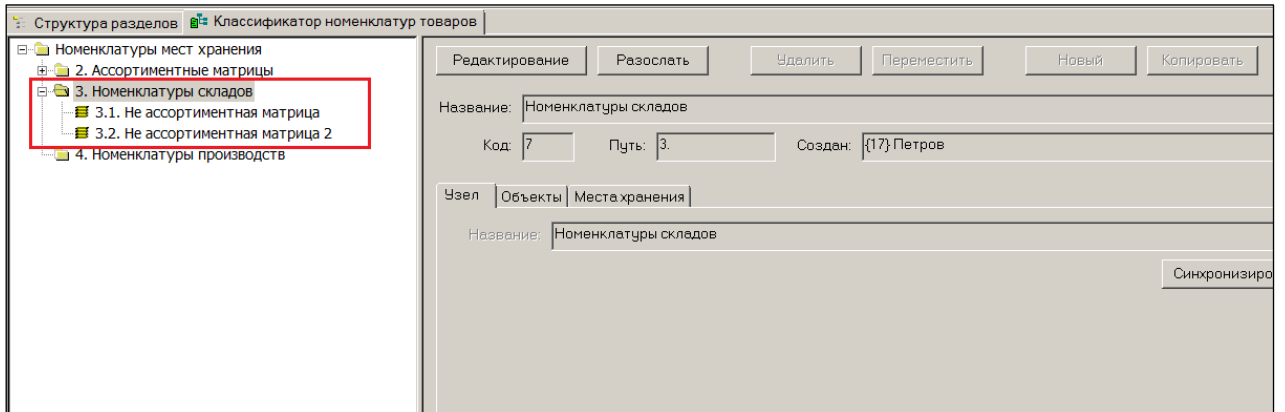 Структура разделов Классификатор номенклатур товаров
Номенклатуры мест хранения
2. Ассортиментные матрицы
3. Номенклатуры складов
3.1. Не ассортиментная матрица
3.2. Не ассортиментная матрица 2
4. Номенклатуры производств
Редактирование Разослать Удалить Переместить Новый Копировать
Название: Номенклатуры складов
Код: 7 Путь: 3. Создан: {17} Петров
Узел Объекты Места хранения
Название: Номенклатуры складов
Синхронизиро